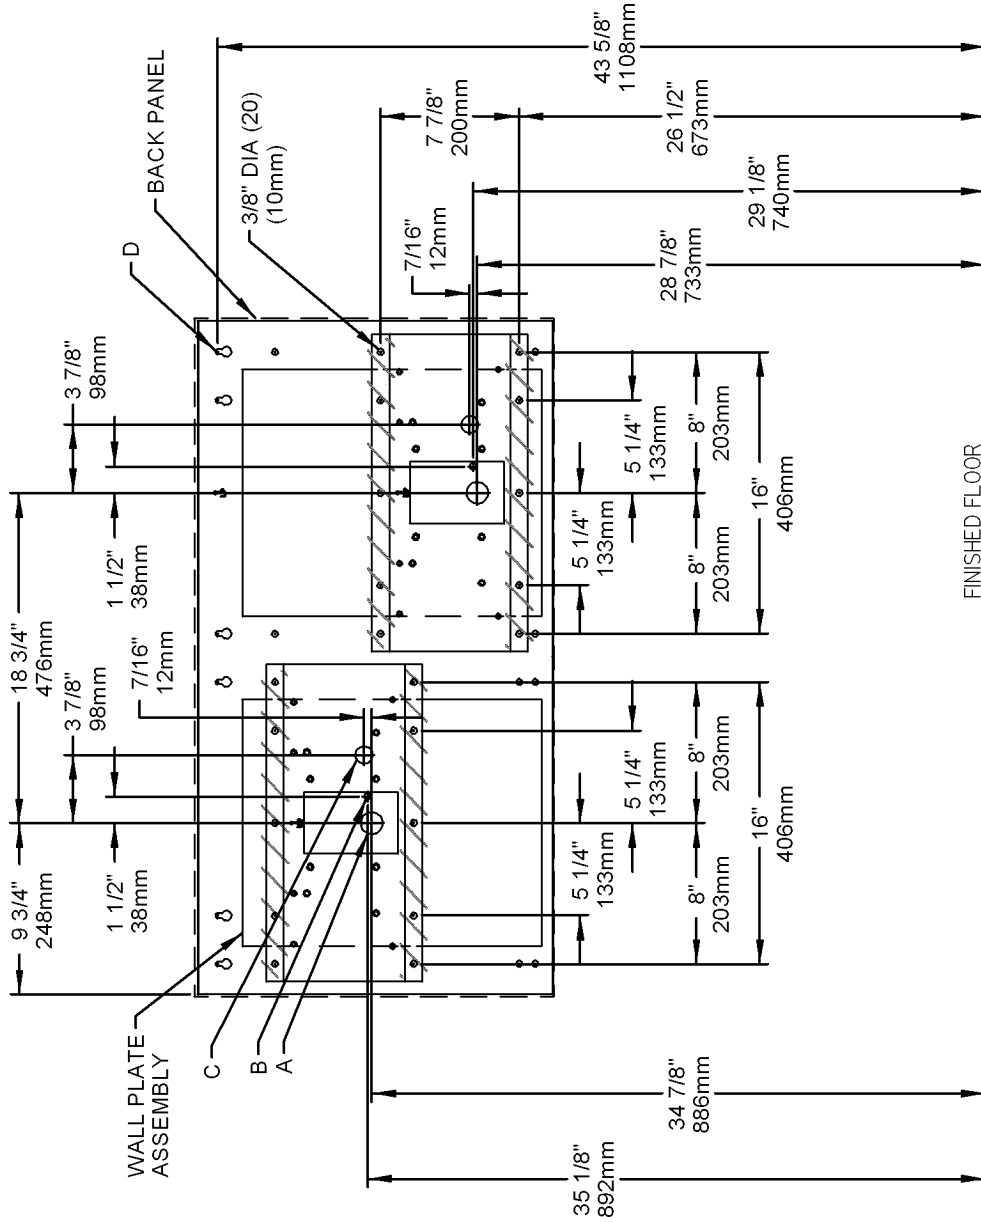 9 3/4"
248mm
18 3/4"
476mm
3 7/8"
98mm
3 7/8"
98mm
1 1/2"
38mm
1 1/2"
38mm
7/16"
12mm
WALL PLATE
ASSEMBLY
D
BACK PANEL
C
B
A
3/8" DIA (20)
(10mm)
7/16"
12mm
7 7/8"
200mm
43 5/8"
1108mm
35 1/8"
892mm
34 7/8"
886mm
5 1/4"
133mm
5 1/4"
133mm
5 1/4"
133mm
5 1/4"
133mm
8"
203mm
8"
203mm
8"
203mm
8"
203mm
16"
406mm
16"
406mm
28 7/8"
733mm
29 1/8"
740mm
26 1/2"
673mm
FINISHED FLOOR